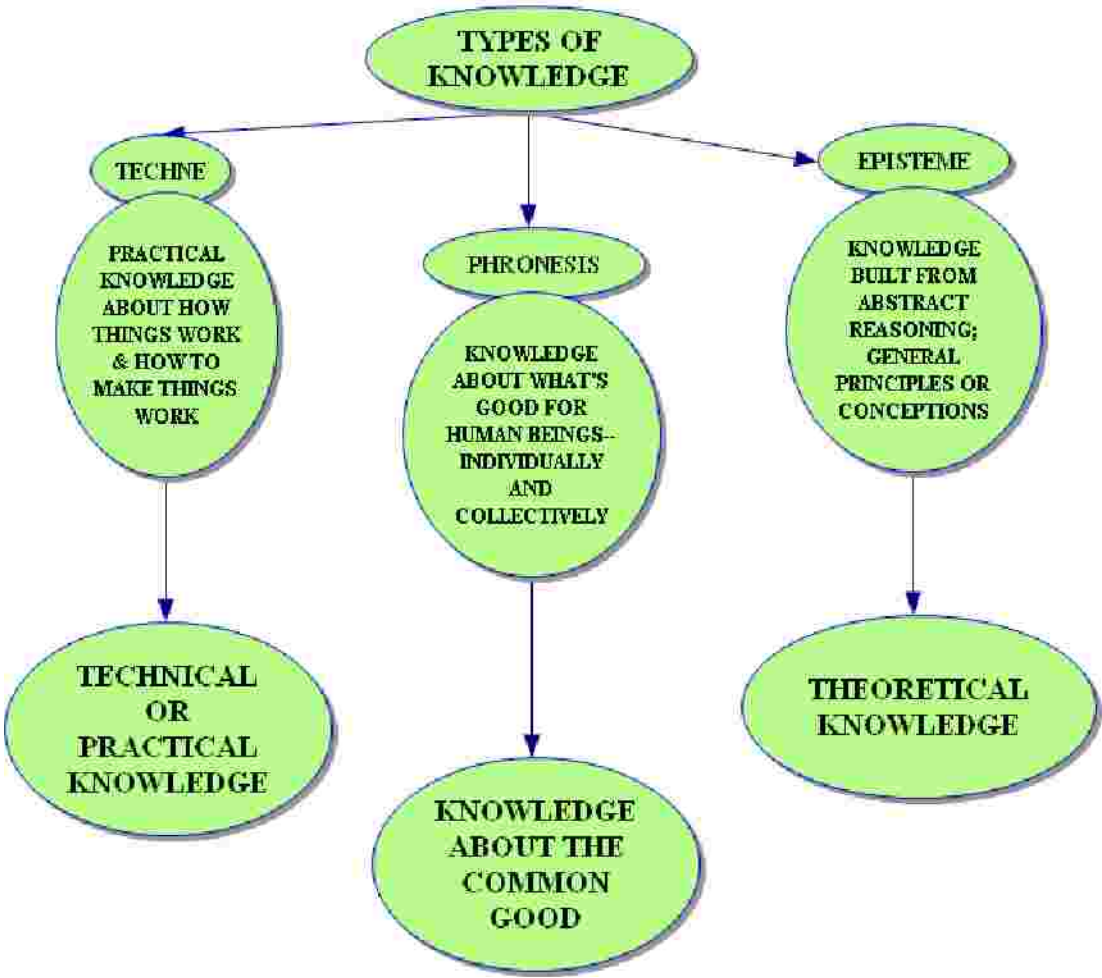 TYPES OF
KNOWLEDGE
TECHNE
PRACTICAL
KNOWLEDGE
ABOUT HOW
THINGS WORK
& HOW TO
MAKE THINGS
WORK
TECHNICAL
OR
PRACTICAL
KNOWLEDGE
PHRONESIS
KNOWLEDGE
ABOUT WHAT'S
GOOD FOR
HUMAN BEINGS--
INDIVIDUALLY
AND
COLLECTIVELY
KNOWLEDGE
ABOUT THE
COMMON
GOOD
EPISTEME
KNOWLEDGE
BUILT FROM
ABSTRACT
REASONING;
GENERAL
PRINCIPLES OR
CONCEPTIONS
THEORETICAL
KNOWLEDGE